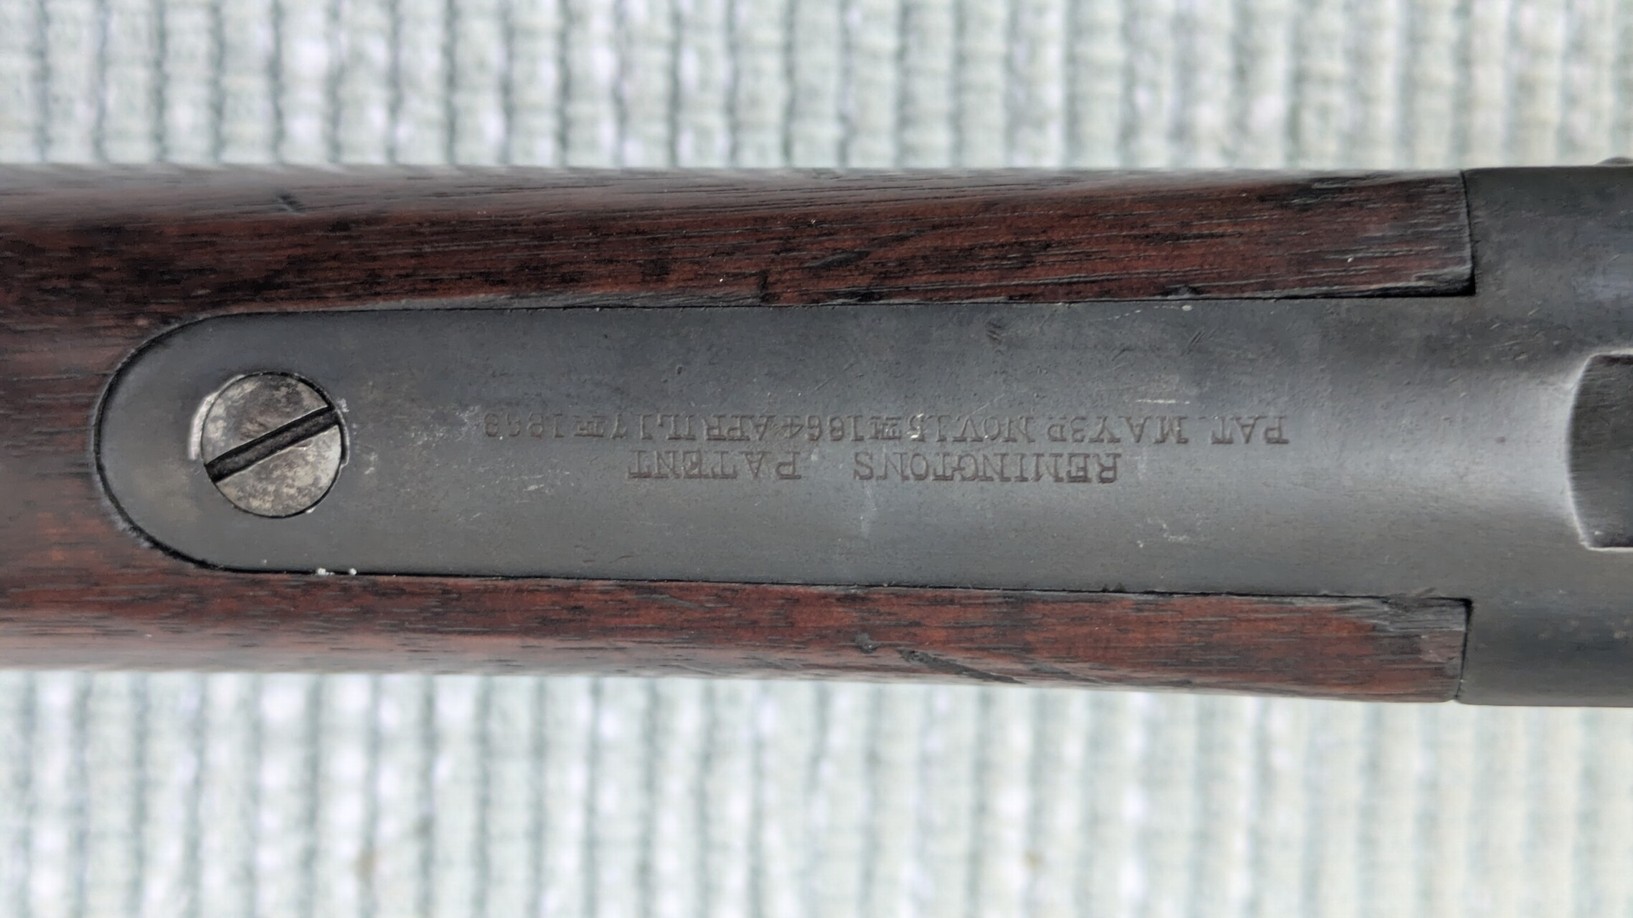 REMINGTON'S PATENT
PAT. MAY 3D NOV. 15TH 1864 APRIL 17TH 1868